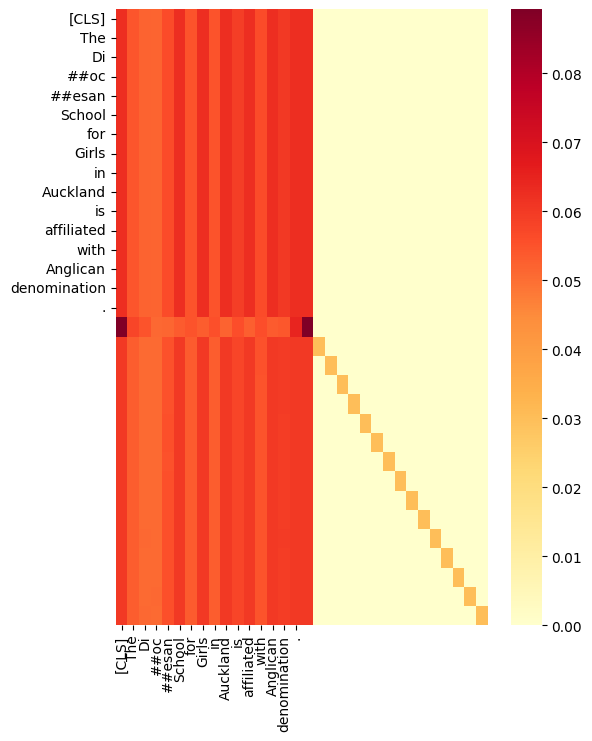 [CLS]
The
Di
##oc
##esan
School
for
Girls
in
Auckland
is
affiliated
with
Anglican
denomination
.
[CLS]
The
Di
##oc
##esan
School
for
Girls
in
Auckland
is
affiliated
with
Anglican
denomination
.
0.08
0.07
0.06
0.05
0.04
0.03
0.02
0.01
0.00